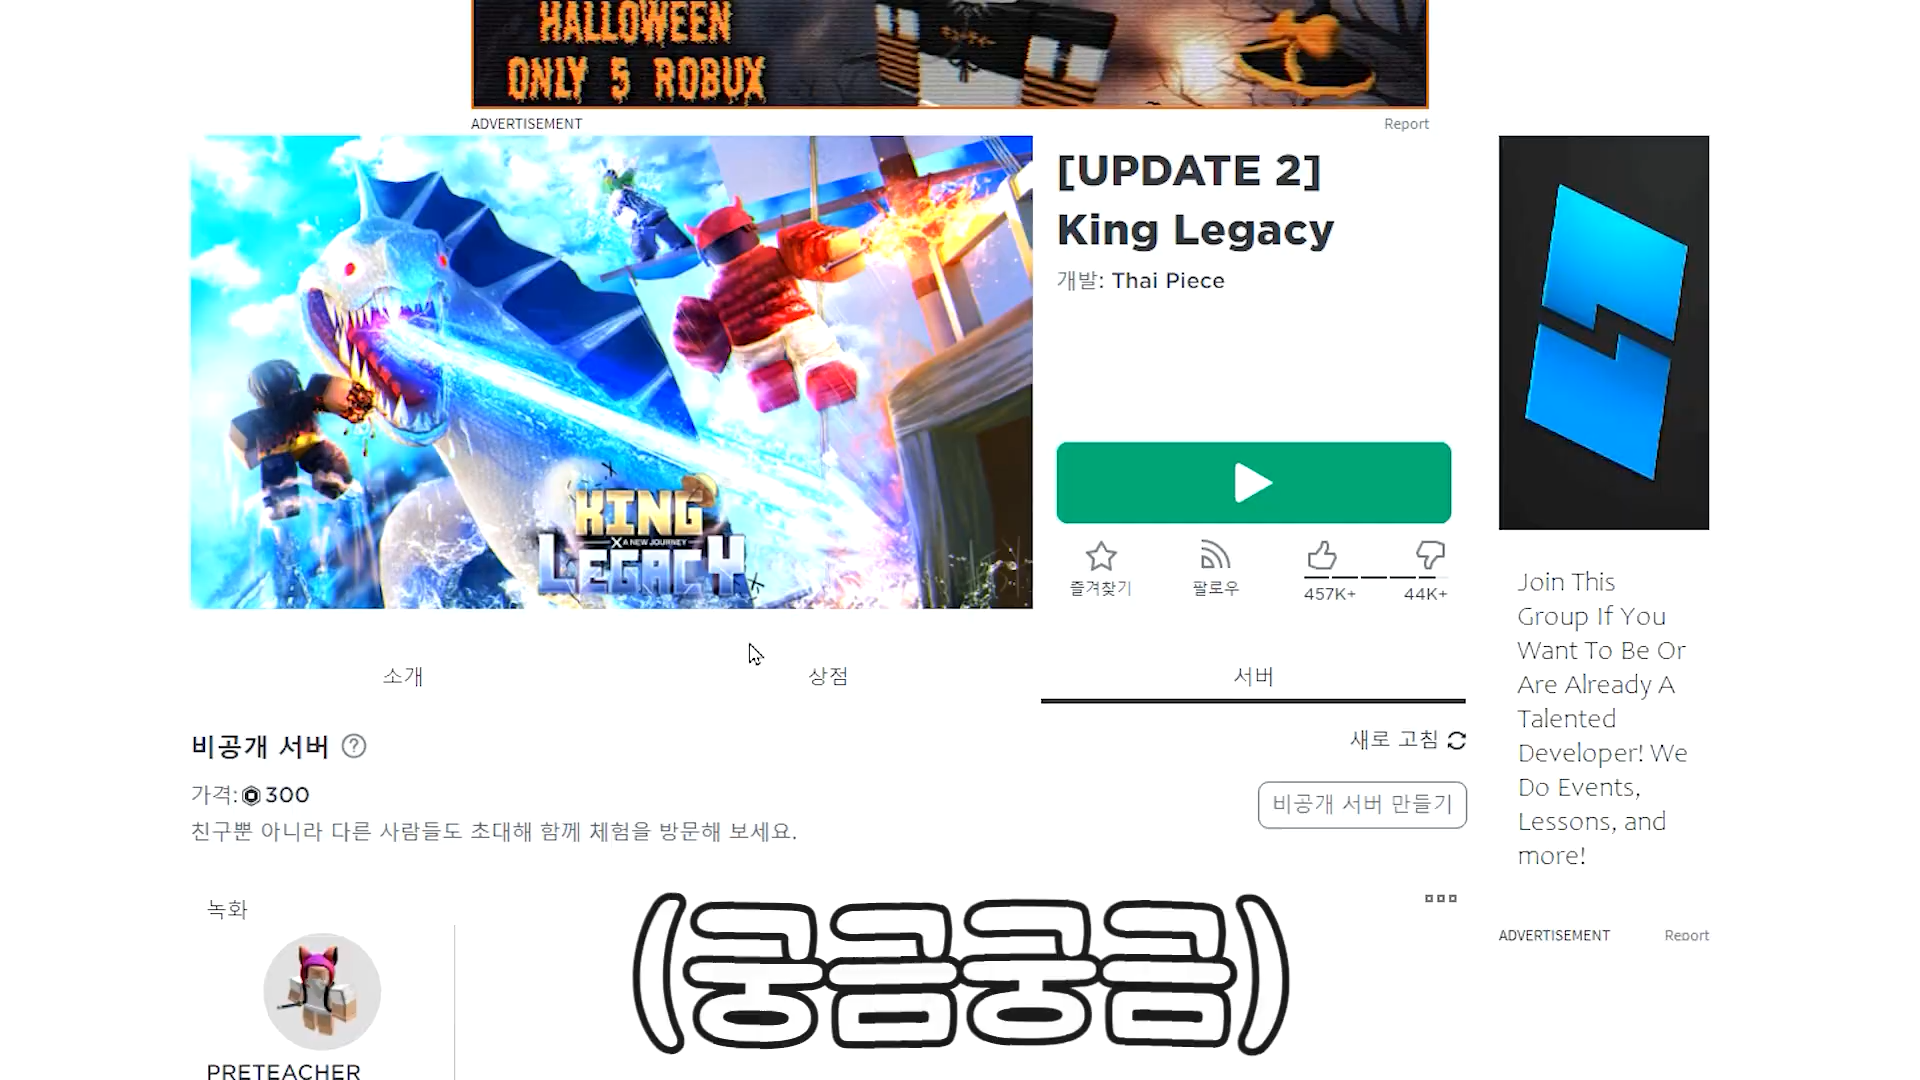 HALLOWEEN
ONLY 5 ROBUX
ADVERTISEMENT
Report
[UPDATE 2]
King Legacy
개발: Thai Piece
KING
A NEW JOURNEY
LEGACY
즐겨찾기
팔로우
457K+
44K+
소개
상점
서버
비공개 서버
새로 고침
가격: 300
비공개 서버 만들기
친구뿐 아니라 다른 사람들도 초대해 함께 체험을 방문해 보세요.
녹화
PRETEACHER
(궁금궁금)
Join This
Group If You
Want To Be Or
Are Already A
Talented
Developer! We
Do Events,
Lessons, and
more!
ADVERTISEMENT
Report